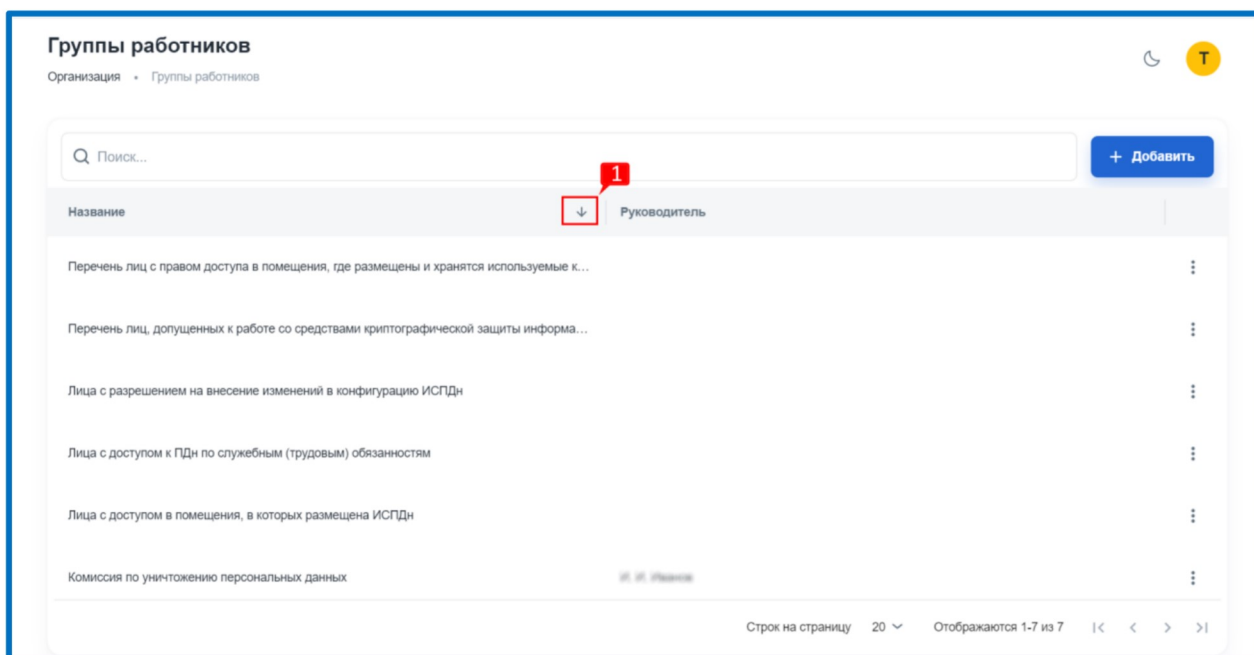 Группы работников
Организация • Группы работников
Т
Поиск...
+ Добавить
1
Название
Руководитель
Перечень лиц с правом доступа в помещения, где размещены и хранятся используемые к...
Перечень лиц, допущенных к работе со средствами криптографической защиты информа...
Лица с разрешением на внесение изменений в конфигурацию ИСПДн
Лица с доступом к ПДн по служебным (трудовым) обязанностям
Лица с доступом в помещения, в которых размещена ИСПДн
Комиссия по уничтожению персональных данных
Строк на страницу 20 Отображаются 1-7 из 7